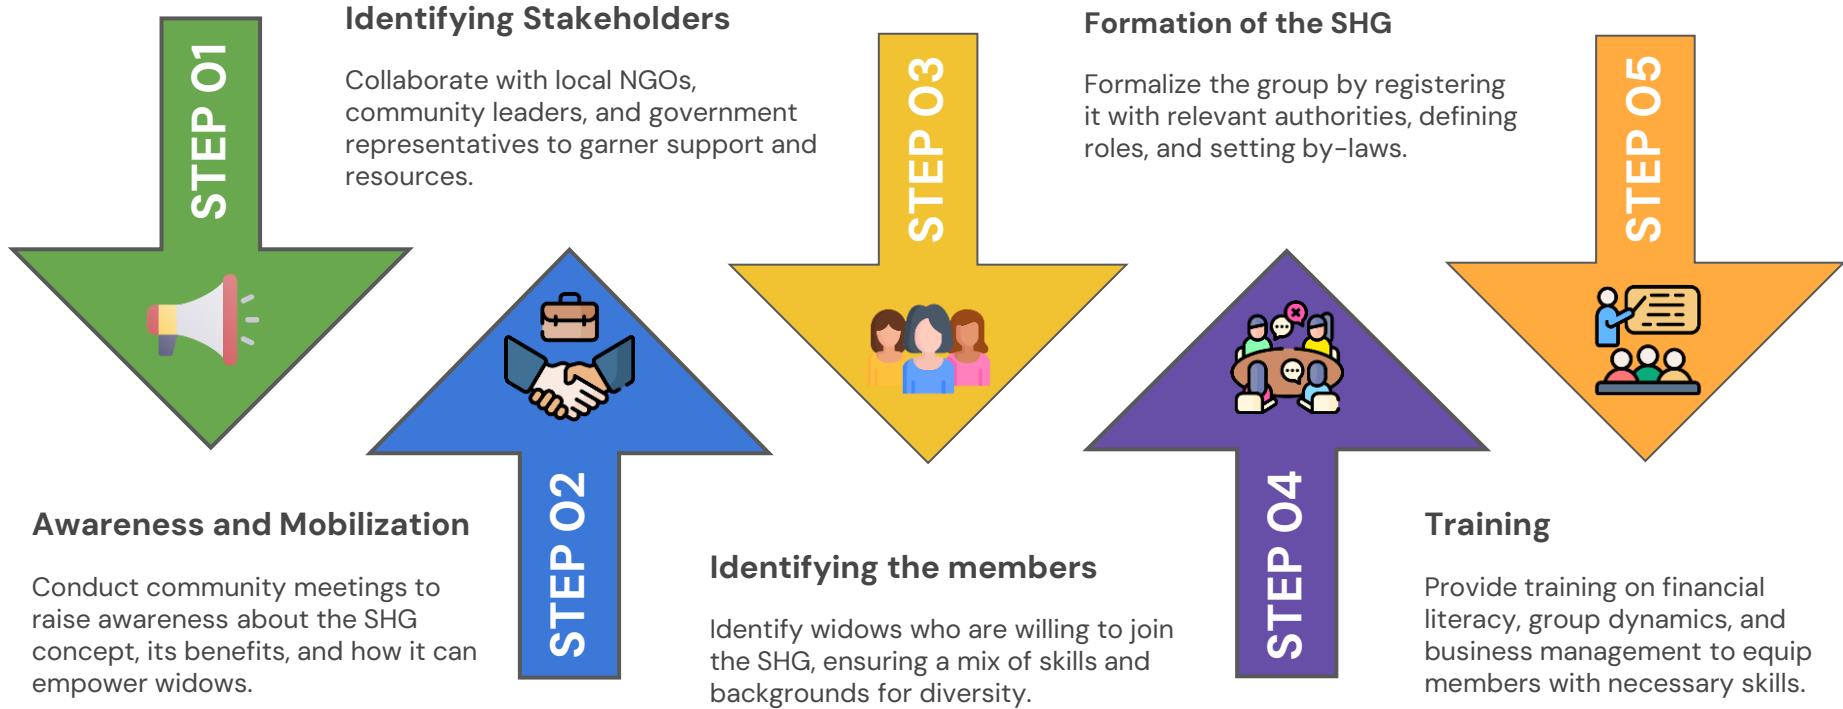 STEP 01
Awareness and Mobilization
Conduct community meetings to
raise awareness about the SHG
concept, its benefits, and how it can
empower widows.
Identifying Stakeholders
Collaborate with local NGOs,
community leaders, and government
representatives to garner support and
resources.
STEP 02
STEP 03
Identifying the members
Identify widows who are willing to join
the SHG, ensuring a mix of skills and
backgrounds for diversity.
Formation of the SHG
Formalize the group by registering
it with relevant authorities, defining
roles, and setting by-laws.
STEP 04
STEP 05
Training
Provide training on financial
literacy, group dynamics, and
business management to equip
members with necessary skills.